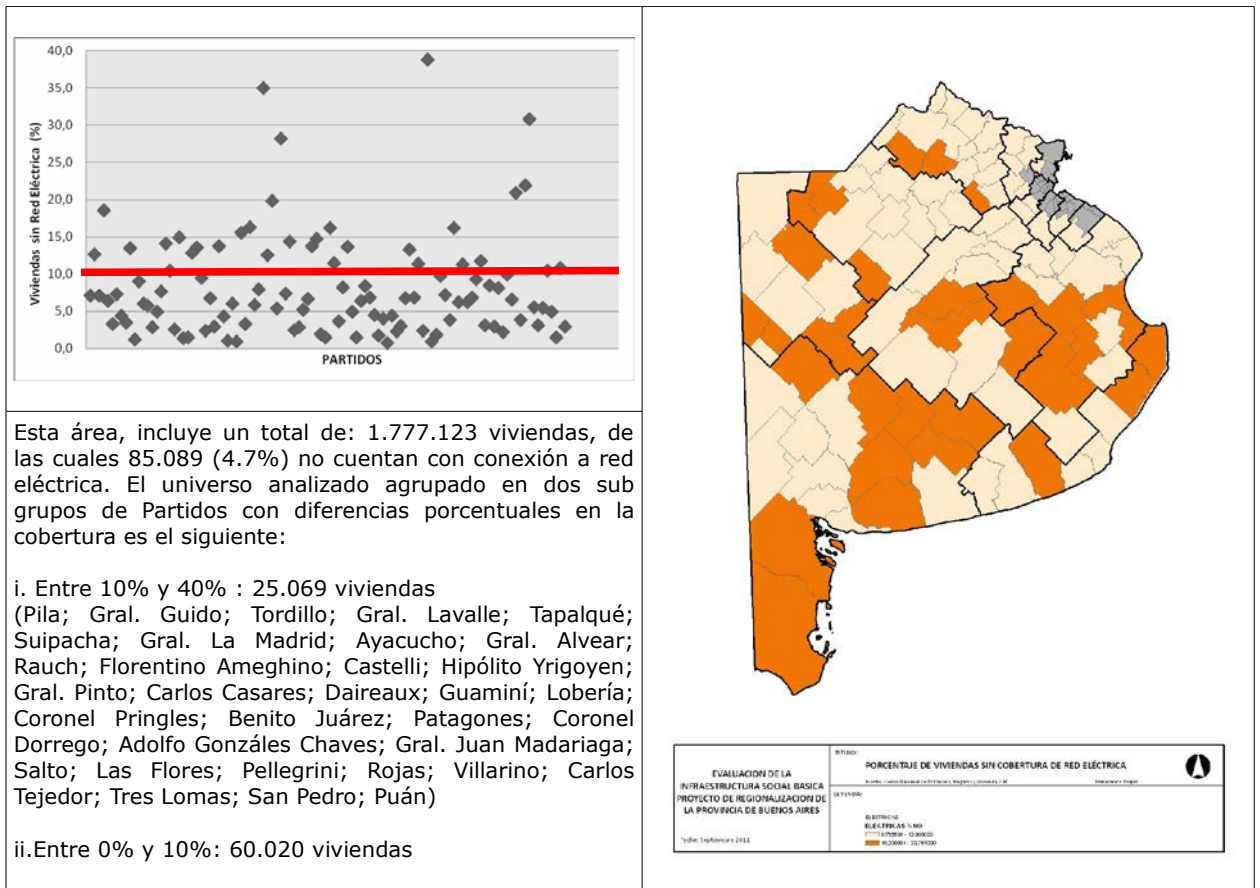 40,0
35,0
30,0
25,0
20,0
15,0
10,0
5,0
0,0
Viviendas sin Red Eléctrica (%)
PARTIDOS
Esta área, incluye un total de: 1.777.123 viviendas, de
las cuales 85.089 (4.7%) no cuentan con conexión a red
eléctrica. El universo analizado agrupado en dos sub
grupos de Partidos con diferencias porcentuales en la
cobertura es el siguiente:
i. Entre 10% y 40% : 25.069 viviendas
(Pila; Gral. Guido; Tordillo; Gral. Lavalle; Tapalqué;
Suipacha; Gral. La Madrid; Ayacucho; Gral. Alvear;
Rauch; Florentino Ameghino; Castelli; Hipólito Yrigoyen;
Gral. Pinto; Carlos Casares; Daireaux; Guaminí; Lobería;
Coronel Pringles; Benito Juárez; Patagones; Coronel
Dorrego; Adolfo Gonzáles Chaves; Gral. Juan Madariaga;
Salto; Las Flores; Pellegrini; Rojas; Villarino; Carlos
Tejedor; Tres Lomas; San Pedro; Puán)
ii.Entre 0% y 10%: 60.020 viviendas
EVALUACION DE LA
INFRAESTRUCTURA SOCIAL BASICA
PROYECTO DE REGIONALIZACION DE
LA PROVINCIA DE BUENOS AIRES
Fecha: Septiembre 2011
PORCENTAJE DE VIVIENDAS SIN COBERTURA DE RED ELÉCTRICA